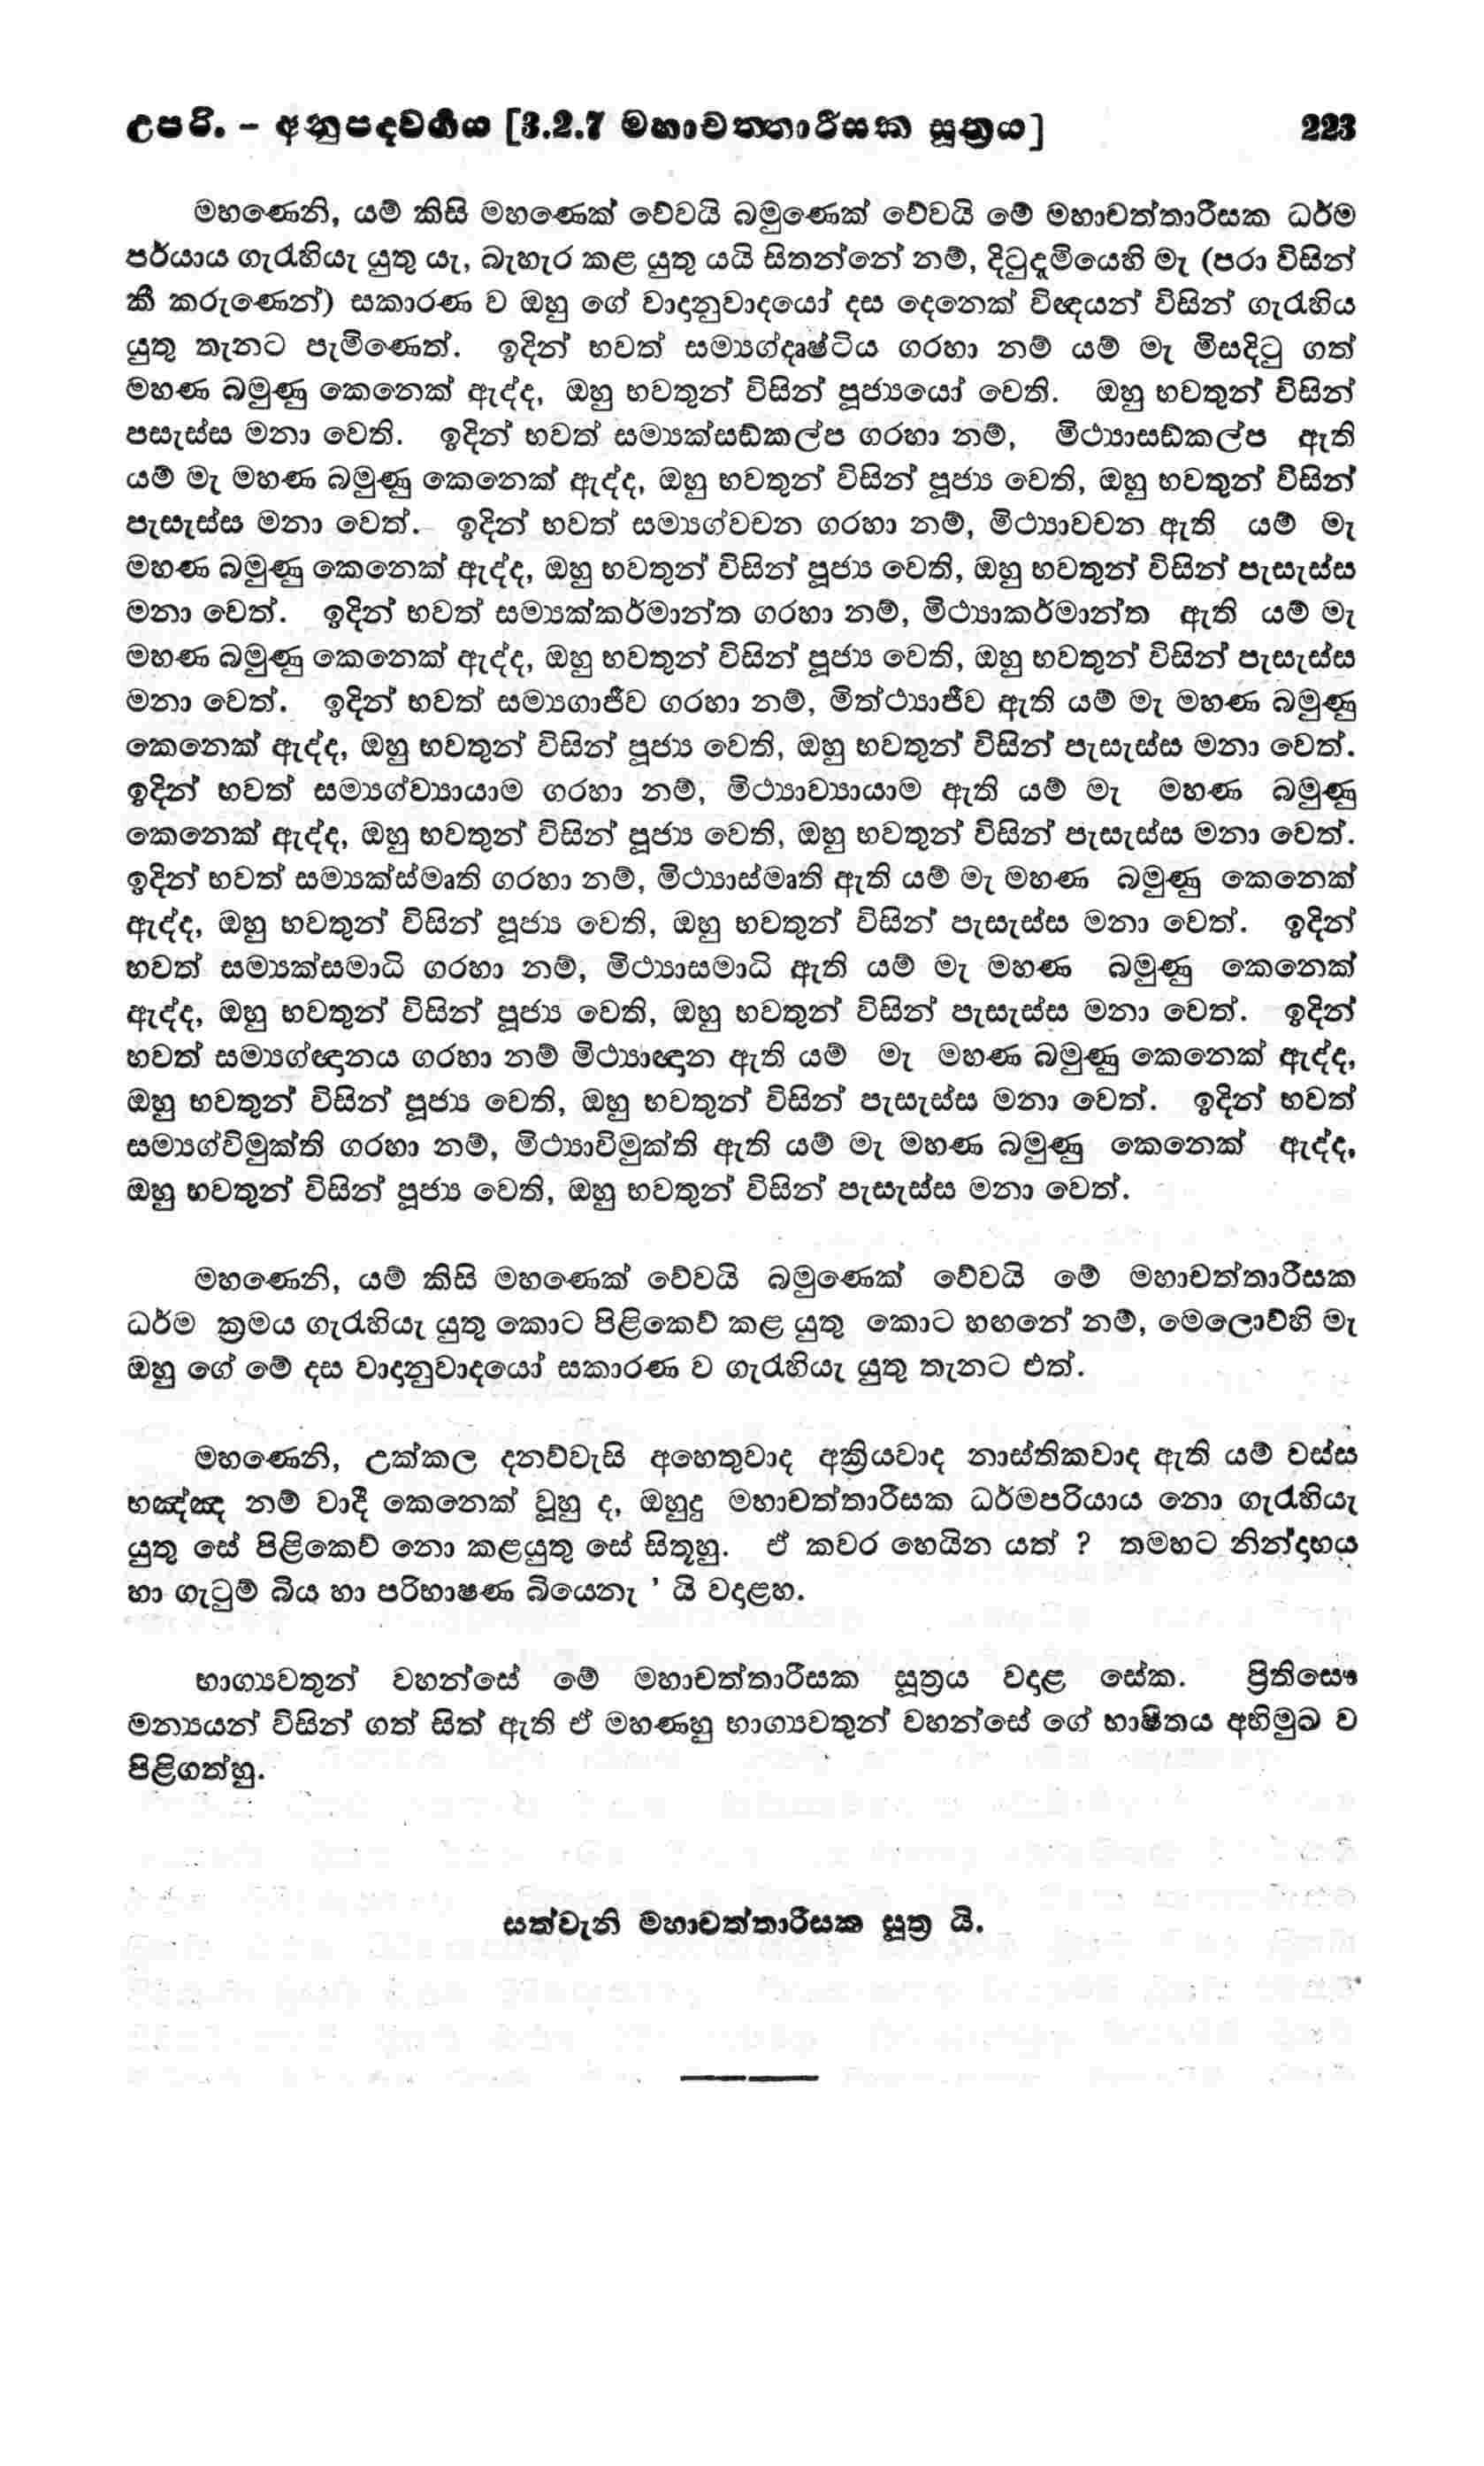 උපරි. – අනුපදවර්ගය [3.2.7 මහාචත්තාරීසක සූත්‍රය] 223
මහණෙනි, යම් කිසි මහණෙක් වේවයි බමුණෙක් වේවයි මේ මහාචත්තාරීසක ධර්ම
පර්යාය ගැරැහියැ යුතු යැ, බැහැර කළ යුතු යයි සිතන්නේ නම්, දිටුදැමියෙහි මැ (පරා විසින්
කී කරුණෙන්) සකාරණ ව ඔහු ගේ වාදානුවාදයෝ දස දෙනෙක් විඥයන් විසින් ගැරැහිය
යුතු තැනට පැමිණෙත්. ඉදින් භවත් සම්‍යග්දෘෂ්ටිය ගරහා නම් යම් මැ මිසදිටු ගත්
මහණ බමුණු කෙනෙක් ඇද්ද, ඔහු භවතුන් විසින් පූජ්‍යයෝ වෙති. ඔහු භවතුන් විසින්
පසැස්ස මනා වෙති. ඉදින් භවත් සම්‍යක්සඩ්කල්ප ගරහා නම්, මිථ්‍යාසඩ්කල්ප ඇති
යම් මැ මහණ බමුණු කෙනෙක් ඇද්ද, ඔහු භවතුන් විසින් පූජ්‍ය වෙති, ඔහු භවතුන් විසින්
පැසැස්ස මනා වෙත්. ඉදින් භවත් සම්‍යග්වචන ගරහා නම්, මිථ්‍යාවචන ඇති යම් මැ
මහණ බමුණු කෙනෙක් ඇද්ද, ඔහු භවතුන් විසින් පූජ්‍ය වෙති, ඔහු භවතුන් විසින් පැසැස්ස
මනා වෙත්. ඉදින් භවත් සම්‍යක්කර්මාන්ත ගරහා නම්, මිථ්‍යාකර්මාන්ත ඇති යම් මැ
මහණ බමුණු කෙනෙක් ඇද්ද, ඔහු භවතුන් විසින් පූජ්‍ය වෙති, ඔහු භවතුන් විසින් පැසැස්ස
මනා වෙත්. ඉදින් භවත් සම්‍යගාජීව ගරහා නම්, මිත්ථ්‍යාජීව ඇති යම් මැ මහණ බමුණු
කෙනෙක් ඇද්ද, ඔහු භවතුන් විසින් පූජ්‍ය වෙති, ඔහු භවතුන් විසින් පැසැස්ස මනා වෙත්.
ඉදින් භවත් සම්‍යග්ව්‍යායාම ගරහා නම්, මිථ්‍යාව්‍යායාම ඇති යම් මැ මහණ බමුණු
කෙනෙක් ඇද්ද, ඔහු භවතුන් විසින් පූජ්‍ය වෙති, ඔහු භවතුන් විසින් පැසැස්ස මනා වෙත්.
ඉදින් භවත් සම්‍යක්ස්මෘති ගරහා නම්, මිථ්‍යාස්මෘති ඇති යම් මැ මහණ බමුණු කෙනෙක්
ඇද්ද, ඔහු භවතුන් විසින් පූජ්‍ය වෙති, ඔහු භවතුන් විසින් පැසැස්ස මනා වෙත්. ඉදින්
භවත් සම්‍යක්සමාධි ගරහා නම්, මිථ්‍යාසමාධි ඇති යම් මැ මහණ බමුණු කෙනෙක්
ඇද්ද, ඔහු භවතුන් විසින් පූජ්‍ය වෙති, ඔහු භවතුන් විසින් පැසැස්ස මනා වෙත්. ඉදින්
භවත් සම්‍යග්ඥානය ගරහා නම් මිථ්‍යාඥාන ඇති යම් මැ මහණ බමුණු කෙනෙක් ඇද්ද,
ඔහු භවතුන් විසින් පූජ්‍ය වෙති, ඔහු භවතුන් විසින් පැසැස්ස මනා වෙත්. ඉදින් භවත්
සම්‍යග්විමුක්ති ගරහා නම්, මිථ්‍යාවිමුක්ති ඇති යම් මැ මහණ බමුණු කෙනෙක් ඇද්ද,
ඔහු භවතුන් විසින් පූජ්‍ය වෙති, ඔහු භවතුන් විසින් පැසැස්ස මනා වෙත්.
මහණෙනි, යම් කිසි මහණෙක් වේවයි බමුණෙක් වේවයි මේ මහාචත්තාරීසක
ධර්ම ක්‍රමය ගැරැහියැ යුතු කොට පිළිකෙව් කළ යුතු කොට හඟනේ නම්, මෙලොව්හි මැ
ඔහු ගේ මේ දස වාදානුවාදයෝ සකාරණ ව ගැරැහියැ යුතු තැනට එත්.
මහණෙනි, උක්කල දනව්වැසි අහෙතුවාද අක්‍රියවාද නාස්තිකවාද ඇති යම් වස්ස
භඤ්ඤ නම් වාදී කෙනෙක් වූහු ද, ඔහුදු මහාචත්තාරීසක ධර්මපරියාය නො ගැරැහියැ
යුතු සේ පිළිකෙව් නො කළයුතු සේ සිතූහු. ඒ කවර හෙයින යත් ? තමහට නින්දාභය
හා ගැටුම් බිය හා පරිභාෂණ බියෙනැ ’ යි වදාළහ.
භාග්‍යවතුන් වහන්සේ මේ මහාචත්තාරීසක සූත්‍රය වදාළ සේක. ප්‍රිතිසෞ
මන්‍යයන් විසින් ගත් සිත් ඇති ඒ මහණහු භාග්‍යවතුන් වහන්සේ ගේ භාෂිතය අභිමුඛ ව
පිළිගත්හු.
සත්වැනි මහාචත්තාරීසක සූත්‍ර යි.